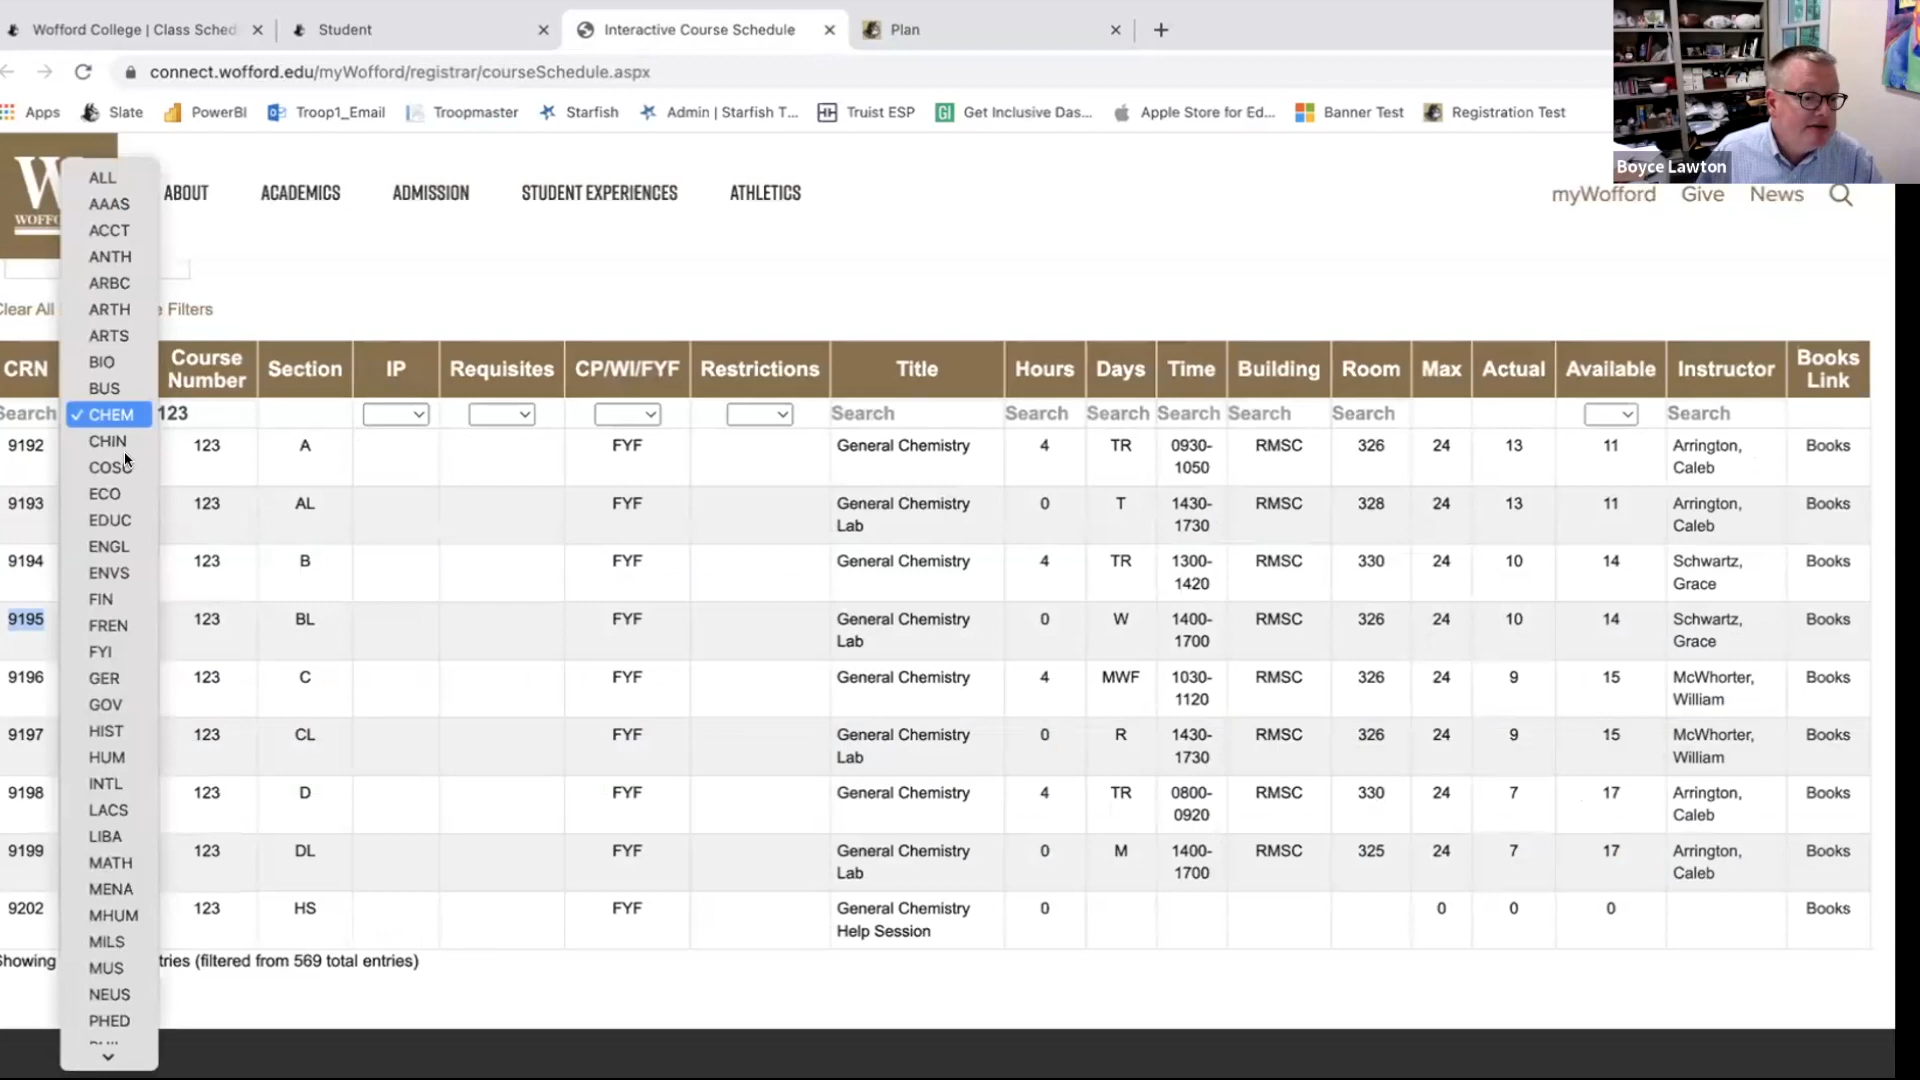 Wofford College | Class Sched
Student
Interactive Course Schedule
Plan
connect.wofford.edu/myWofford/registrar/courseSchedule.aspx
Apps Slate PowerBI Troop1_Email Troopmaster Starfish Admin | Starfish T... Truist ESP Get Inclusive Das... Apple Store for Ed... Banner Test Registration Test
Boyce Lawton
W
WOFFO
ABOUT ACADEMICS ADMISSION STUDENT EXPERIENCES ATHLETICS
myWofford Give News
Clear All e Filters
ALL
AAAS
ACCT
ANTH
ARBC
ARTH
ARTS
BIO
BUS
✓ CHEM
CHIN
COSC
ECO
EDUC
ENGL
ENVS
FIN
FREN
FYI
GER
GOV
HIST
HUM
INTL
LACS
LIBA
MATH
MENA
MHUM
MILS
MUS
NEUS
PHED
CRN Course Number Section IP Requisites CP/WI/FYF Restrictions Title Hours Days Time Building Room Max Actual Available Instructor Books Link
Search 123 Search Search Search Search Search Search Search
9192 123 A FYF General Chemistry 4 TR 0930-1050 RMSC 326 24 13 11 Arrington, Caleb Books
9193 123 AL FYF General Chemistry Lab 0 T 1430-1730 RMSC 328 24 13 11 Arrington, Caleb Books
9194 123 B FYF General Chemistry 4 TR 1300-1420 RMSC 330 24 10 14 Schwartz, Grace Books
9195 123 BL FYF General Chemistry Lab 0 W 1400-1700 RMSC 326 24 10 14 Schwartz, Grace Books
9196 123 C FYF General Chemistry 4 MWF 1030-1120 RMSC 326 24 9 15 McWhorter, William Books
9197 123 CL FYF General Chemistry Lab 0 R 1430-1730 RMSC 326 24 9 15 McWhorter, William Books
9198 123 D FYF General Chemistry 4 TR 0800-0920 RMSC 330 24 7 17 Arrington, Caleb Books
9199 123 DL FYF General Chemistry Lab 0 M 1400-1700 RMSC 325 24 7 17 Arrington, Caleb Books
9202 123 HS FYF General Chemistry Help Session 0 0 0 0 Books
Showing tries (filtered from 569 total entries)